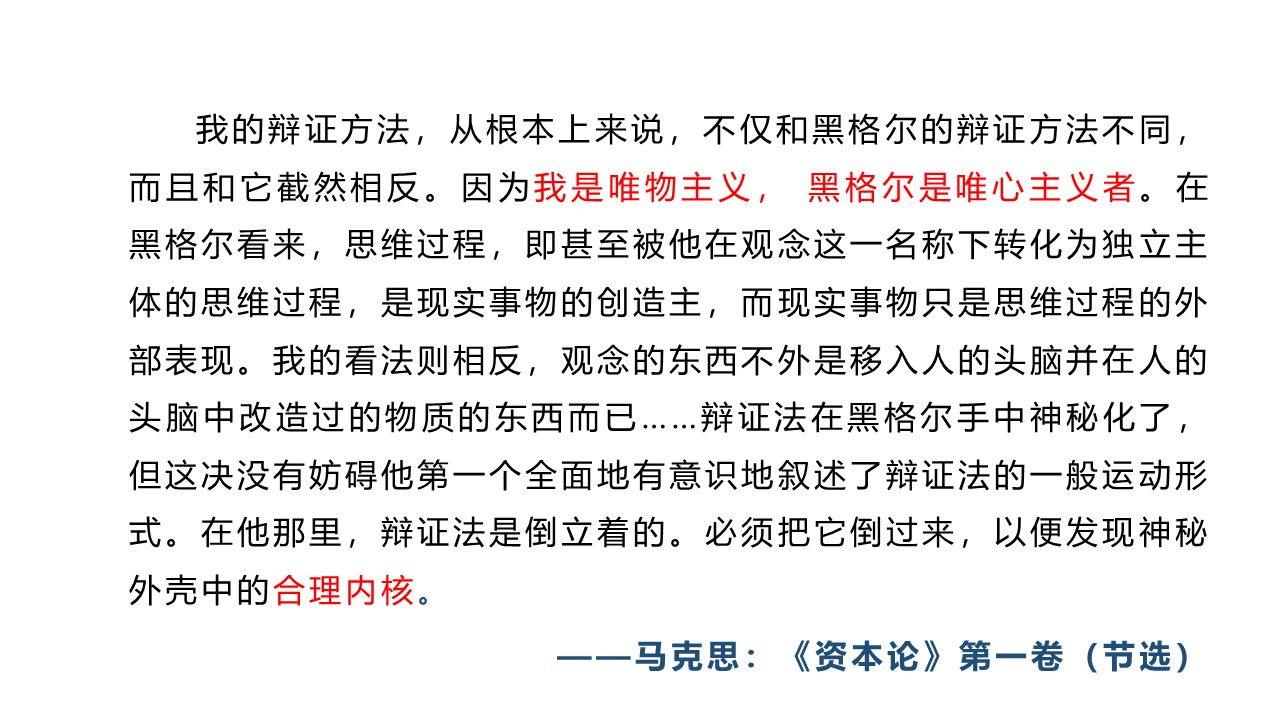 我的辩证方法，从根本上来说，不仅和黑格尔的辩证方法不同，
而且和它截然相反。因为我是唯物主义， 黑格尔是唯心主义者。在
黑格尔看来，思维过程，即甚至被他在观念这一名称下转化为独立主
体的思维过程，是现实事物的创造主，而现实事物只是思维过程的外
部表现。我的看法则相反，观念的东西不外是移入人的头脑并在人的
头脑中改造过的物质的东西而已……辩证法在黑格尔手中神秘化了，
但这决没有妨碍他第一个全面地有意识地叙述了辩证法的一般运动形
式。在他那里，辩证法是倒立着的。必须把它倒过来，以便发现神秘
外壳中的合理内核。
——马克思：《资本论》第一卷（节选）